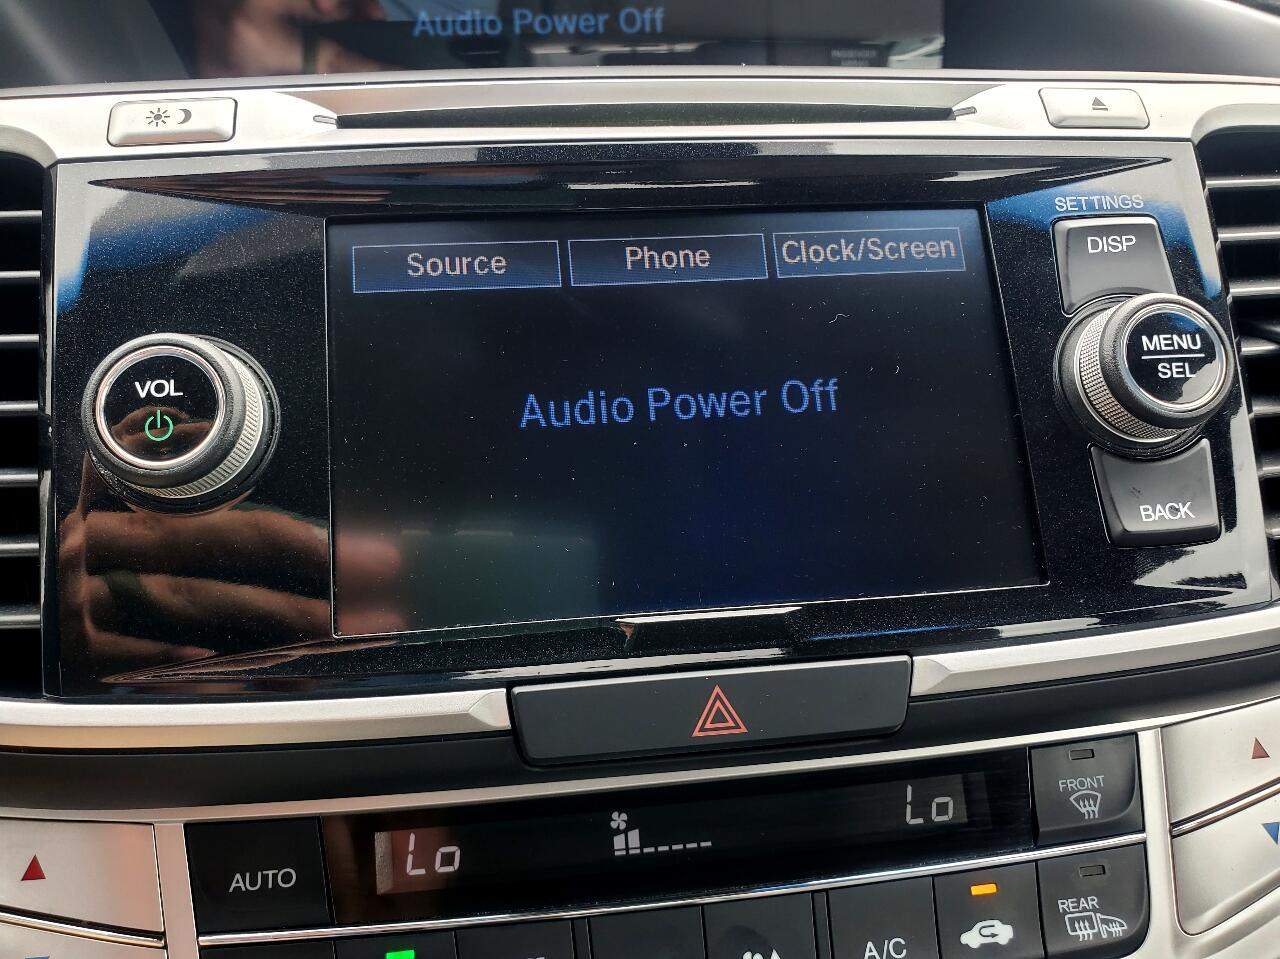 Audio Power Off
SETTINGS
DISP
Source
Phone
Clock/Screen
MENU
SEL
VOL
Audio Power Off
BACK
FRONT
Lo
Lo
AUTO
REAR
A/C